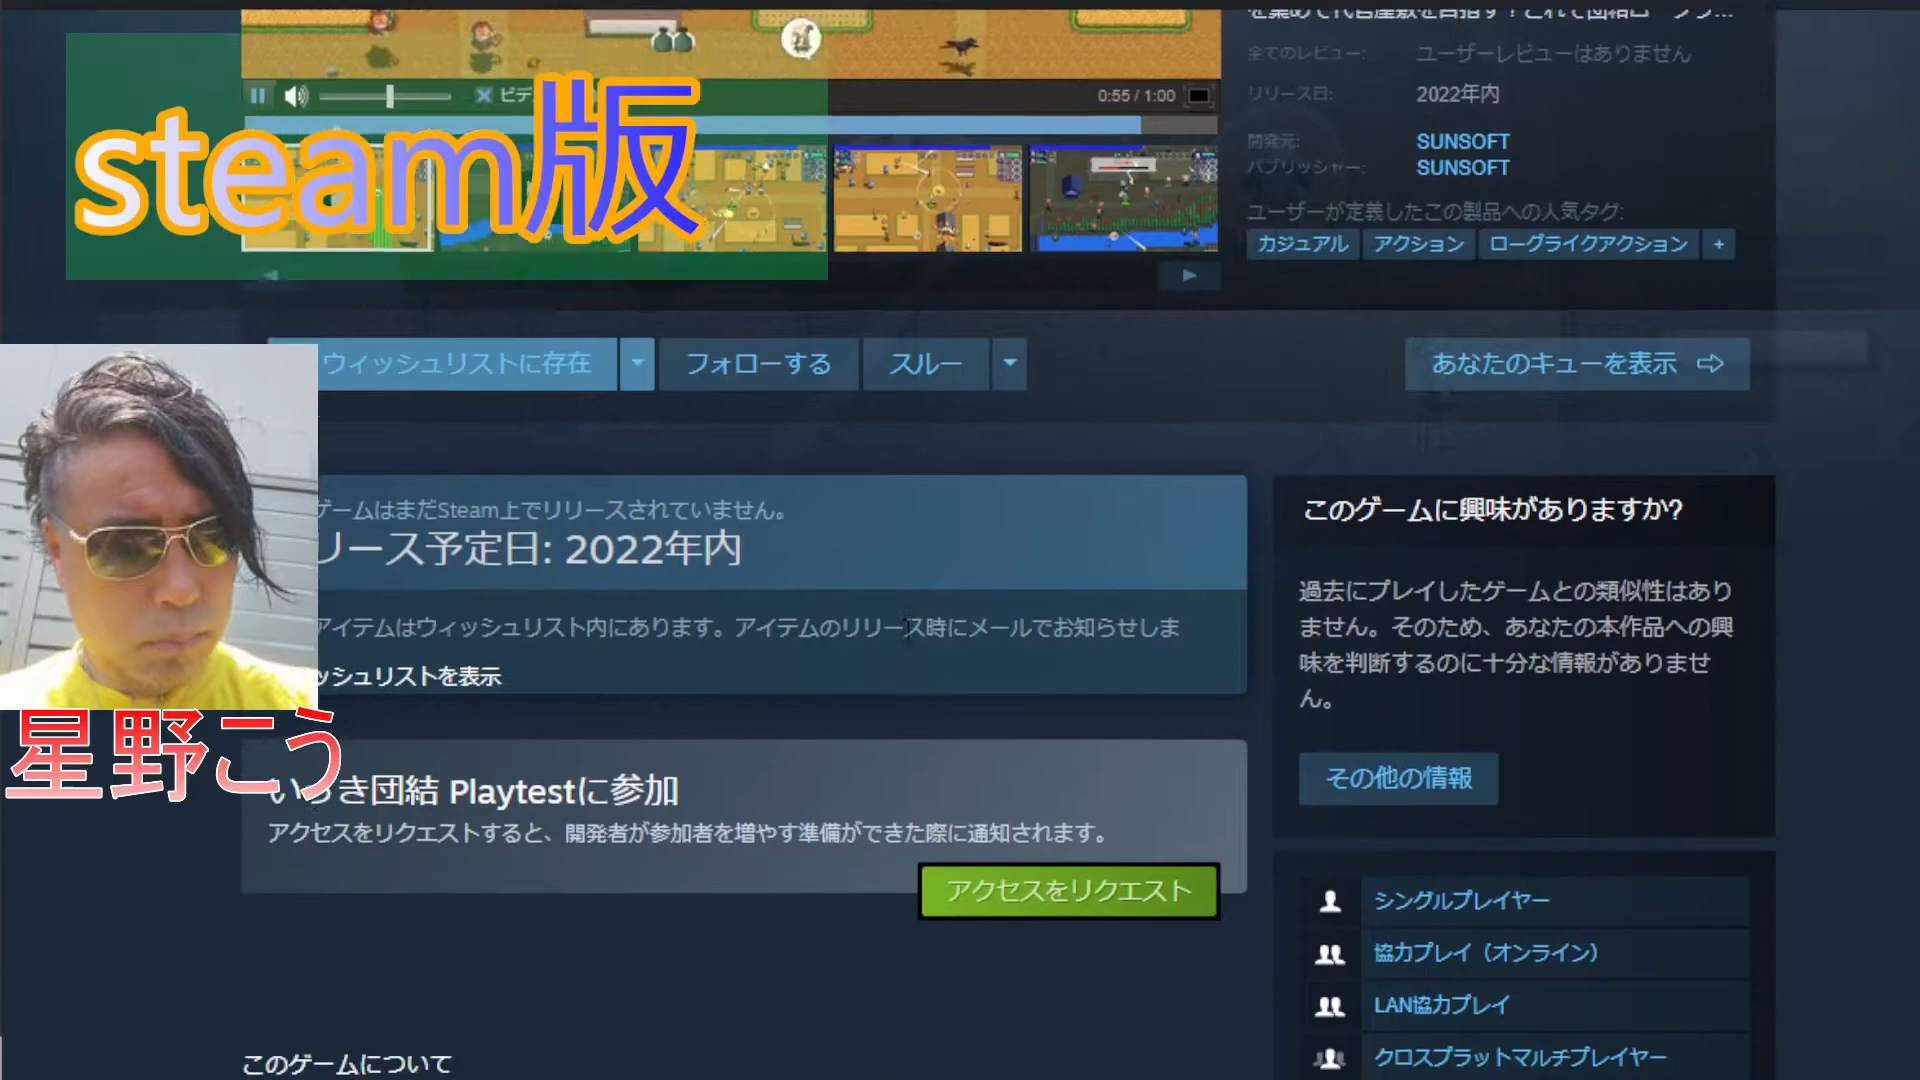 steam版
ビデ
0:55 / 1:00
全てのレビュー: ユーザーレビューはありません
リリース日: 2022年内
開発元: SUNSOFT
パブリッシャー: SUNSOFT
ユーザーが定義したこの製品への人気タグ:
カジュアル アクション ローグライクアクション +
ウィッシュリストに存在 フォローする スルー あなたのキューを表示
ゲームはまだSteam上でリリースされていません。
リース予定日: 2022年内
アイテムはウィッシュリスト内にあります。アイテムのリリース時にメールでお知らせしま
ッシュリストを表示
星野こう
いっき団結 Playtestに参加
アクセスをリクエストすると、開発者が参加者を増やす準備ができた際に通知されます。
アクセスをリクエスト
このゲームについて
このゲームに興味がありますか?
過去にプレイしたゲームとの類似性はあり
ません。そのため、あなたの本作品への興
味を判断するのに十分な情報がありませ
ん。
その他の情報
シングルプレイヤー
協力プレイ（オンライン）
LAN協力プレイ
クロスプラットマルチプレイヤー